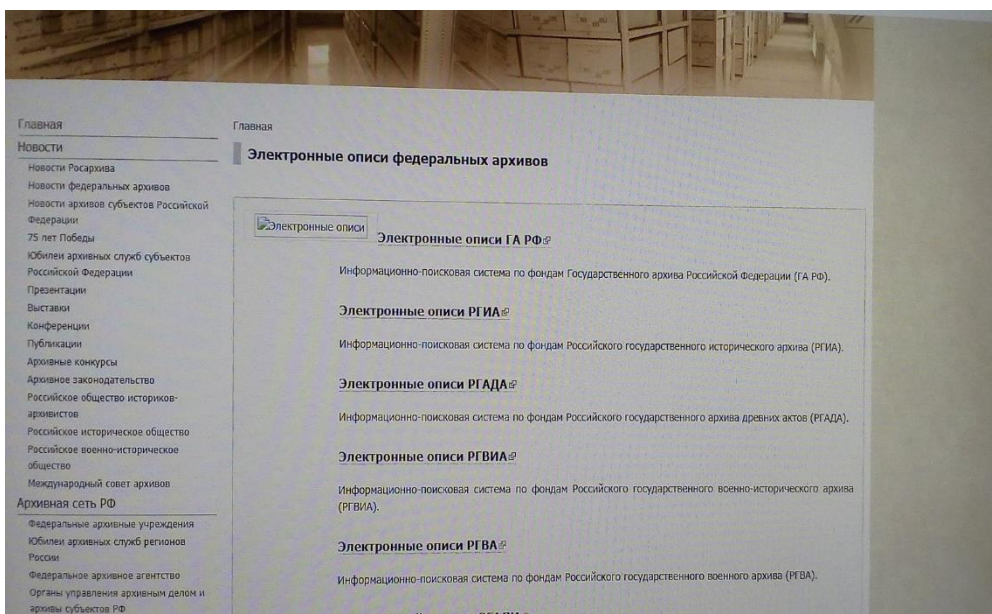 Главная
Новости
Новости Росархива
Новости федеральных архивов
Новости архивов субъектов Российской
Федерации
75 лет Победы
Юбилеи архивных служб субъектов
Российской Федерации
Презентации
Выставки
Конференции
Публикации
Архивные конкурсы
Архивное законодательство
Российское общество историков-
архивистов
Российское историческое общество
Российское военно-историческое
общество
Международный совет архивов
Архивная сеть РФ
Федеральные архивные учреждения
Юбилеи архивных служб регионов
России
Федеральное архивное агентство
Органы управления архивным делом и
архивы субъектов РФ
Главная
Электронные описи федеральных архивов
Электронные описи
Электронные описи ГА РФ
Информационно-поисковая система по фондам Государственного архива Российской Федерации (ГА РФ).
Электронные описи РГИА
Информационно-поисковая система по фондам Российского государственного исторического архива (РГИА).
Электронные описи РГАДА
Информационно-поисковая система по фондам Российского государственного архива древних актов (РГАДА).
Электронные описи РГВИА
Информационно-поисковая система по фондам Российского государственного военно-исторического архива
(РГВИА).
Электронные описи РГВА
Информационно-поисковая система по фондам Российского государственного военного архива (РГВА).